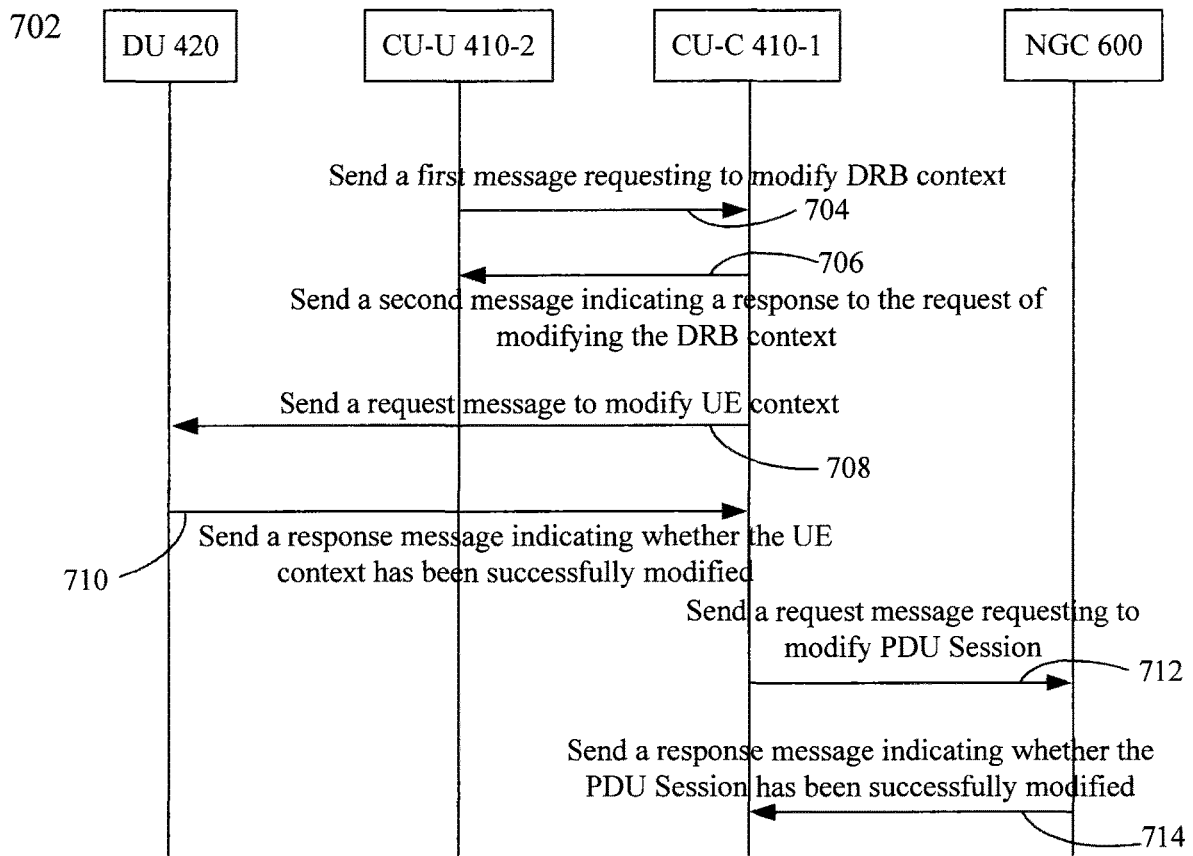 702
DU 420
CU-U 410-2
CU-C 410-1
NGC 600
Send a first message requesting to modify DRB context
704
706
Send a second message indicating a response to the request of
modifying the DRB context
Send a request message to modify UE context
708
710
Send a response message indicating whether the UE
context has been successfully modified
Send a request message requesting to
modify PDU Session
712
Send a response message indicating whether the
PDU Session has been successfully modified
714